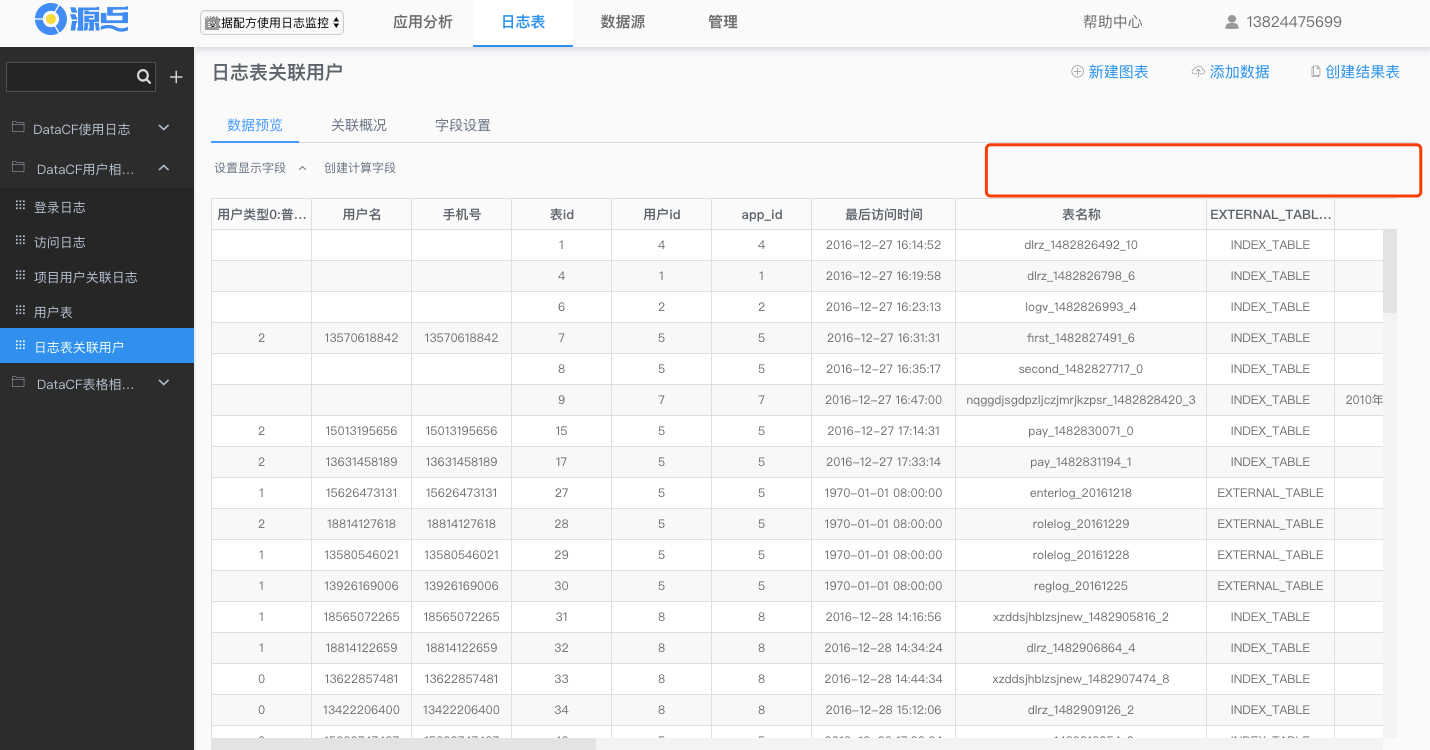 源点
数据配方使用日志监控
应用分析
日志表
数据源
管理
帮助中心
13824475699
日志表关联用户
新建图表
添加数据
创建结果表
DataCF使用日志
DataCF用户相...
登录日志
访问日志
项目用户关联日志
用户表
日志表关联用户
DataCF表格相...
数据预览
关联概况
字段设置
设置显示字段
创建计算字段
用户类型0:普... 用户名 手机号 表id 用户id app_id 最后访问时间 表名称 EXTERNAL_TABL...
1 4 4 2016-12-27 16:14:52 dlrz_1482826492_10 INDEX_TABLE
4 1 1 2016-12-27 16:19:58 dlrz_1482826798_6 INDEX_TABLE
6 2 2 2016-12-27 16:23:13 logv_1482826993_4 INDEX_TABLE
2 13570618842 13570618842 7 5 5 2016-12-27 16:31:31 first_1482827491_6 INDEX_TABLE
8 5 5 2016-12-27 16:35:17 second_1482827717_0 INDEX_TABLE
9 7 7 2016-12-27 16:47:00 nqggdjsgdpzljczjmrjkzpsr_1482828420_3 INDEX_TABLE 2010年
2 15013195656 15013195656 15 5 5 2016-12-27 17:14:31 pay_1482830071_0 INDEX_TABLE
2 13631458189 13631458189 17 5 5 2016-12-27 17:33:14 pay_1482831194_1 INDEX_TABLE
1 15626473131 15626473131 27 5 5 1970-01-01 08:00:00 enterlog_20161218 EXTERNAL_TABLE
2 18814127618 18814127618 28 5 5 1970-01-01 08:00:00 rolelog_20161229 EXTERNAL_TABLE
1 13580546021 13580546021 29 5 5 1970-01-01 08:00:00 rolelog_20161228 EXTERNAL_TABLE
1 13926169006 13926169006 30 5 5 1970-01-01 08:00:00 reglog_20161225 EXTERNAL_TABLE
1 18565072265 18565072265 31 8 8 2016-12-28 14:16:56 xzddsjhblzsjnew_1482905816_2 INDEX_TABLE
1 18814122659 18814122659 32 8 8 2016-12-28 14:34:24 dlrz_1482906864_4 INDEX_TABLE
0 13622857481 13622857481 33 8 8 2016-12-28 14:44:34 xzddsjhblzsjnew_1482907474_8 INDEX_TABLE
0 13422206400 13422206400 34 8 8 2016-12-28 15:12:06 dlrz_1482909126_2 INDEX_TABLE